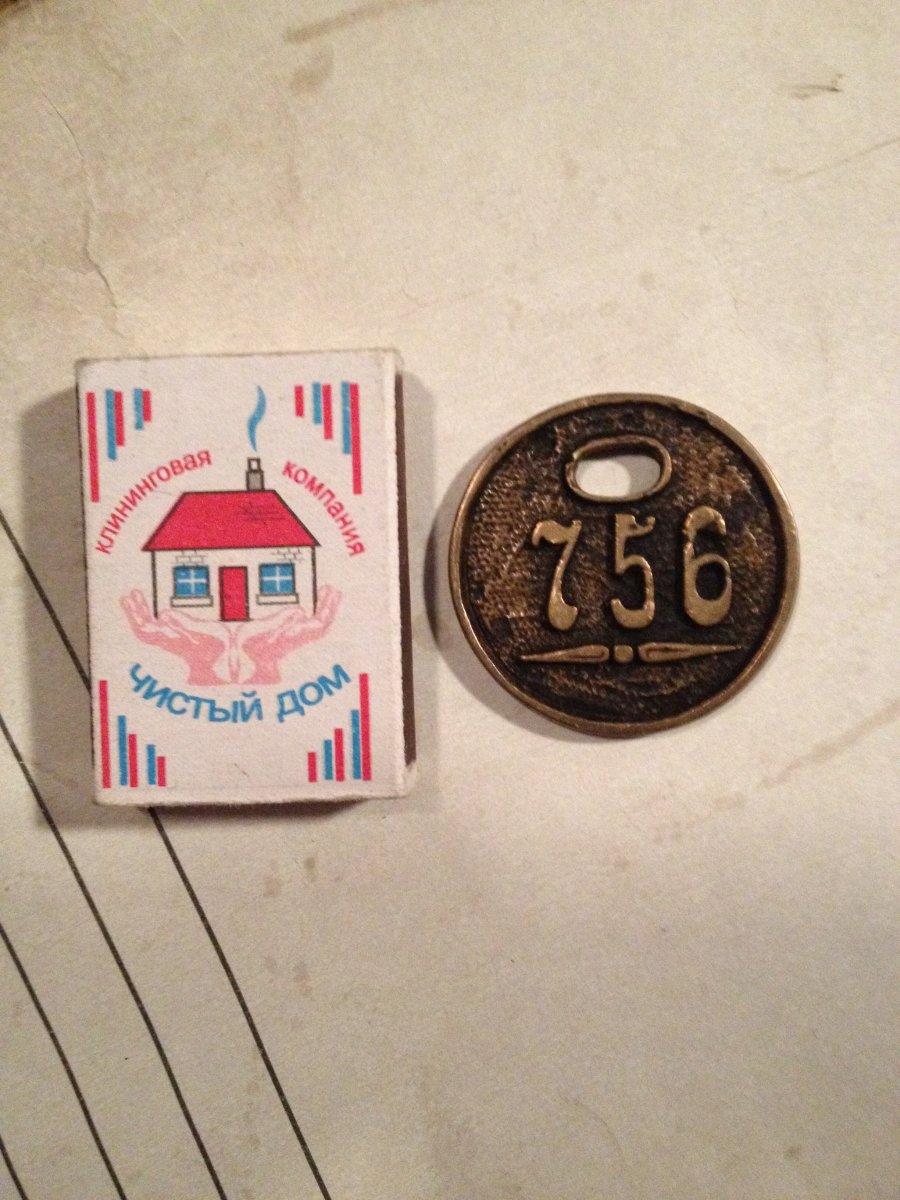 клининговая компания
ЧИСТЫЙ ДОМ
756